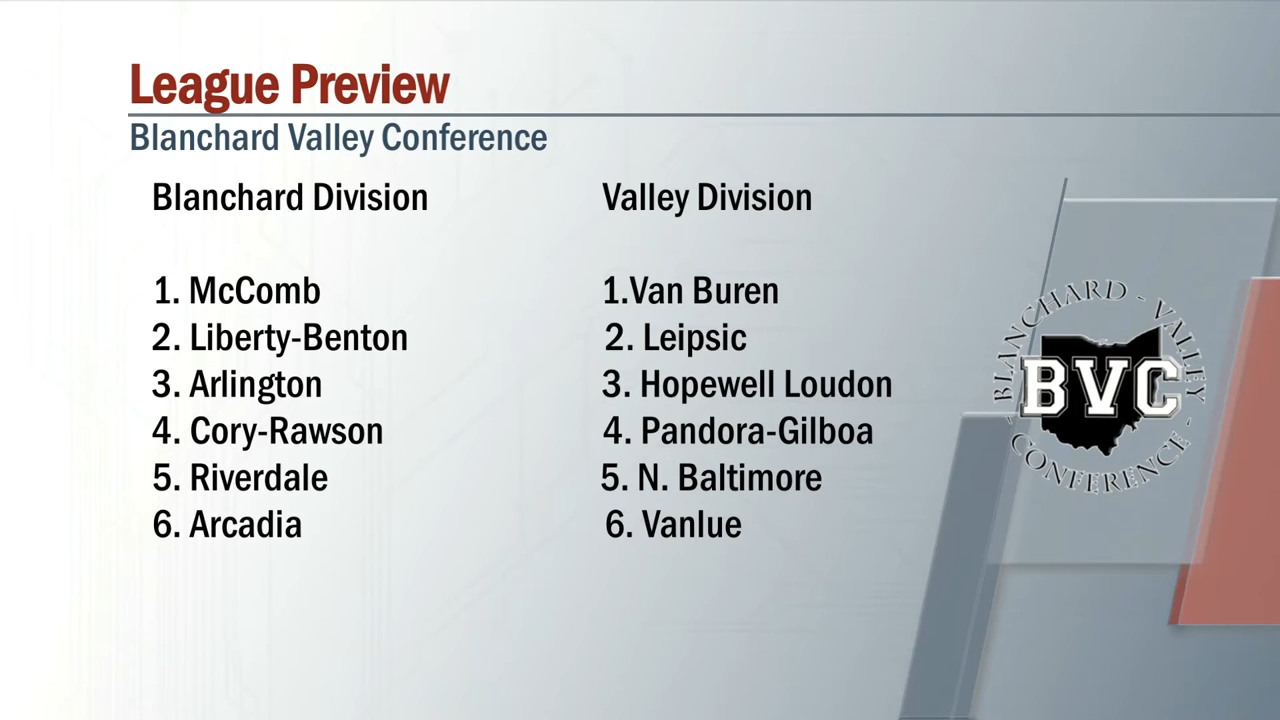 League Preview
Blanchard Valley Conference
Blanchard Division
1. McComb
2. Liberty-Benton
3. Arlington
4. Cory-Rawson
5. Riverdale
6. Arcadia
Valley Division
1.Van Buren
2. Leipsic
3. Hopewell Loudon
4. Pandora-Gilboa
5. N. Baltimore
6. Vanlue
BLANCHARD - VALLEY -
BVC
CONFERENCE -